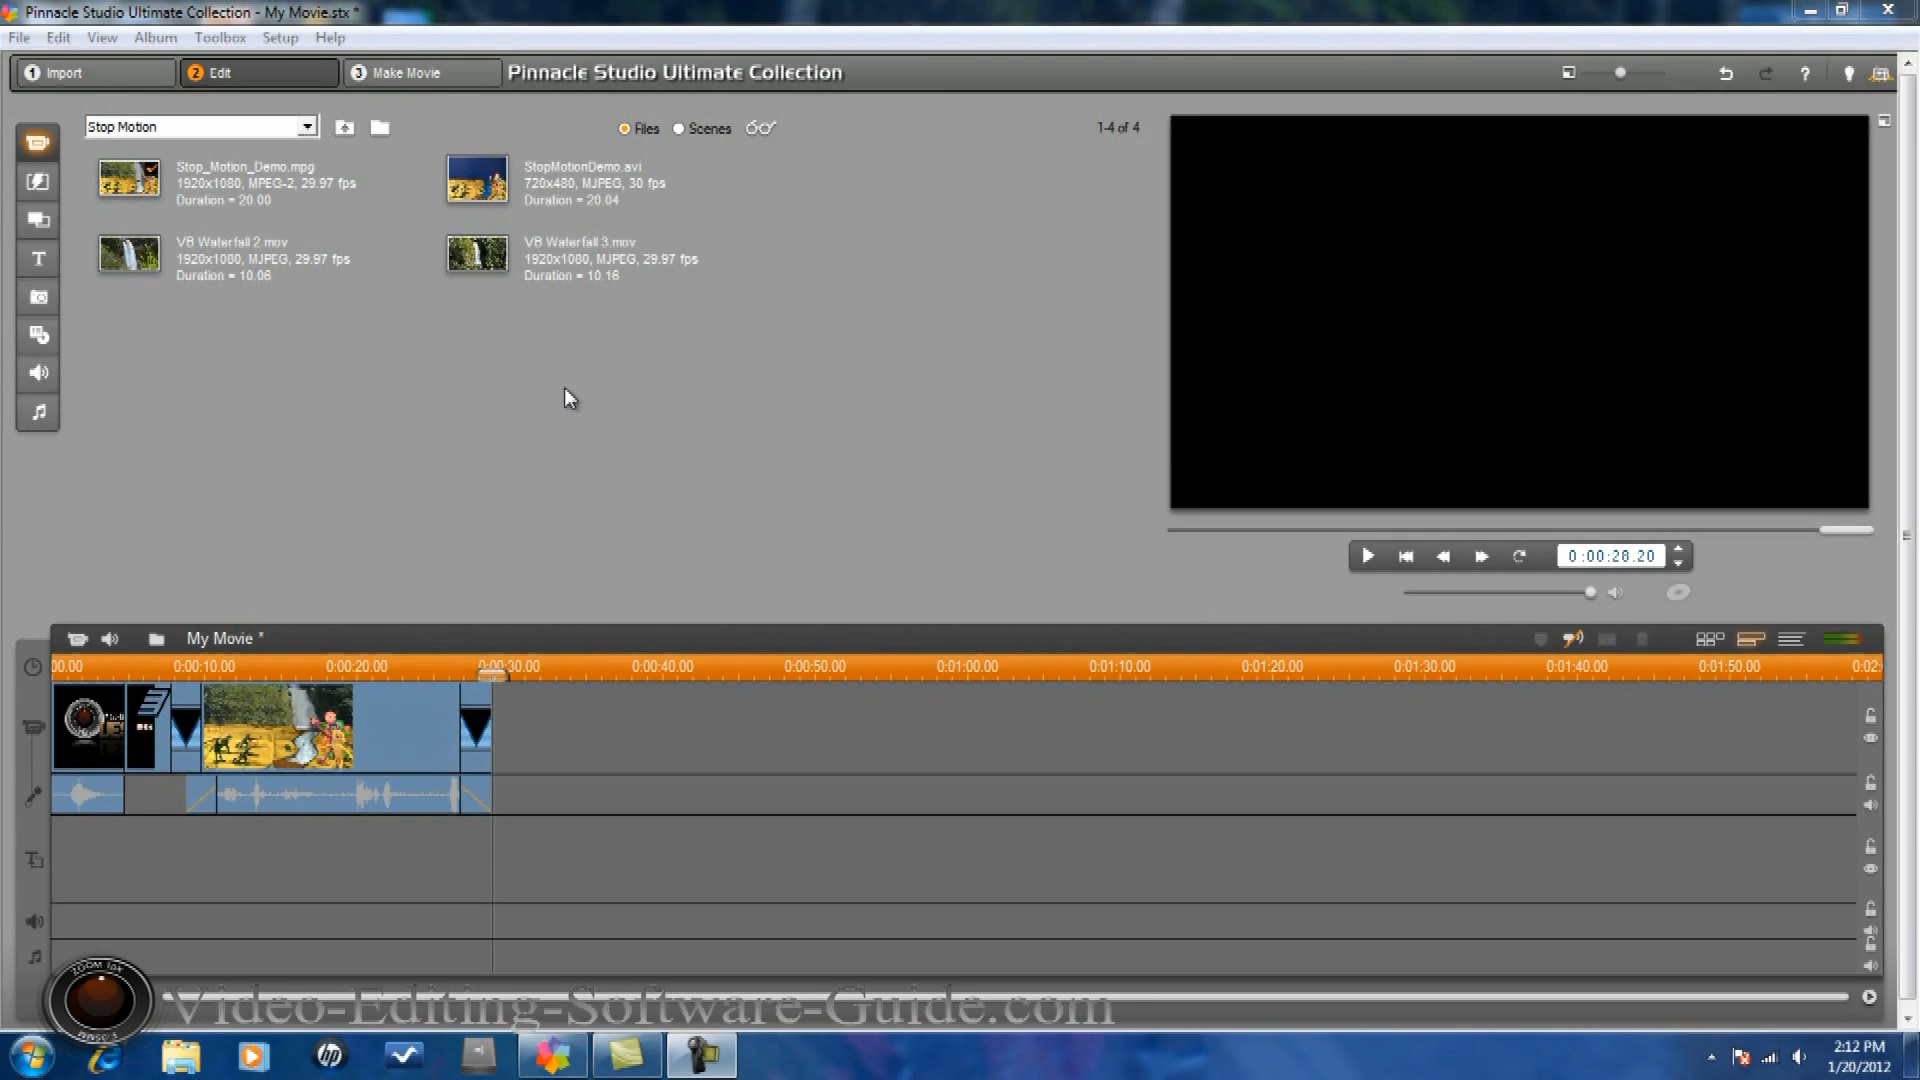 Pinnacle Studio Ultimate Collection - My Movie.stx *
File Edit View Album Toolbox Setup Help
1 Import 2 Edit 3 Make Movie Pinnacle Studio Ultimate Collection
Stop Motion Files Scenes 1-4 of 4
Stop_Motion_Demo.mpg
1920x1080, MPEG-2, 29.97 fps
Duration = 20.00
StopMotionDemo.avi
720x480, MJPEG, 30 fps
Duration = 20.04
VB Waterfall 2.mov
1920x1080, MJPEG, 29.97 fps
Duration = 10.06
VB Waterfall 3.mov
1920x1080, MJPEG, 29.97 fps
Duration = 10.16
0:00:28.20
My Movie *
00.00 0:00:10.00 0:00:20.00 0:00:30.00 0:00:40.00 0:00:50.00 0:01:00.00 0:01:10.00 0:01:20.00 0:01:30.00 0:01:40.00 0:01:50.00 0:02:
ZOOM 10X
Video-Editing-Software-Guide.com
hp
2:12 PM
1/20/2012